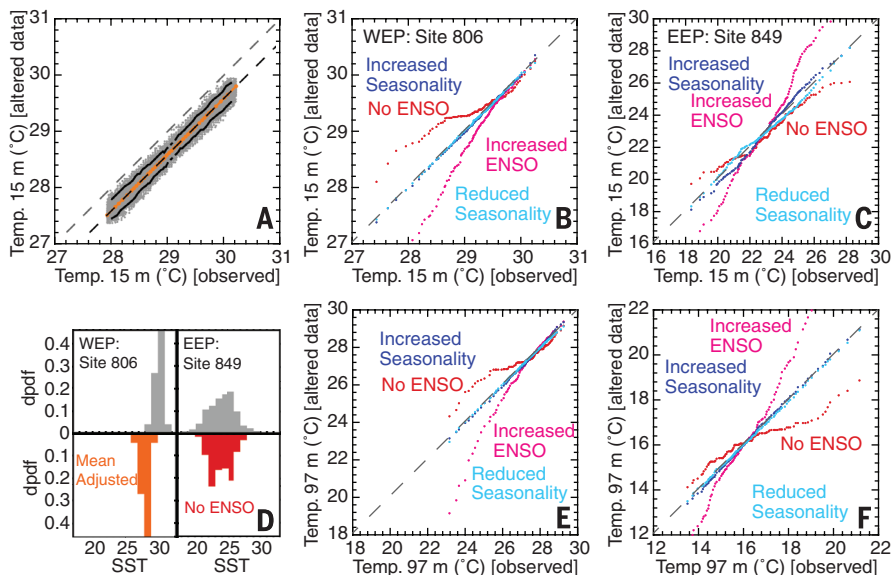 31
30
29
28
27
27 28 29 30 31
Temp. 15 m (˚C) [altered data]
Temp. 15 m (˚C) [observed]
A
31
30
29
28
27
27 28 29 30 31
Temp. 15 m (˚C) [altered data]
Temp. 15 m (˚C) [observed]
WEP: Site 806
Increased
Seasonality
No ENSO
Increased
ENSO
Reduced
Seasonality
B
30
28
26
24
22
20
18
16
16 18 20 22 24 26 28 30
Temp. 15 m (˚C) [altered data]
Temp. 15 m (˚C) [observed]
EEP: Site 849
Increased
Seasonality
Increased
ENSO
No ENSO
Reduced
Seasonality
C
WEP:
Site 806
EEP:
Site 849
dpdf
0.4
0.3
0.2
0.1
0
dpdf
0.1
0.2
0.3
0.4
Mean
Adjusted
No ENSO
D
20 25 30
20 25 30
SST
SST
30
28
26
24
22
20
18
18 20 22 24 26 28 30
Temp. 97 m (˚C) [altered data]
Temp. 97 m (˚C) [observed]
Increased
Seasonality
No ENSO
Increased
ENSO
Reduced
Seasonality
E
22
20
18
16
14
12
12 14 16 18 20 22
Temp. 97 m (˚C) [altered data]
Temp. 97 m (˚C) [observed]
Increased
ENSO
Increased
Seasonality
No ENSO
Reduced
Seasonality
F